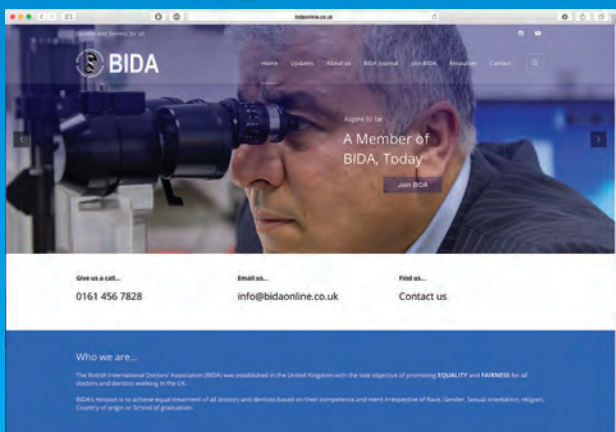 bidaonline.co.uk
Equality and fairness for all
BIDA
Home Updates About us BIDA Journal Join BIDA Resources Contact
Aspire to be
A Member of
BIDA, Today
Join BIDA
Give us a call... Email us... Find us...
0161 456 7828 info@bidaonline.co.uk Contact us
Who we are...
The British International Doctors' Association (BIDA) was established in the United Kingdom with the sole objective of promoting EQUALITY and FAIRNESS for all
doctors and dentists working in the UK.
BIDA's mission is to achieve equal treatment of all doctors and dentists based on their competence and merit irrespective of Race, Gender, Sexual orientation, religion,
Country of origin or School of graduation.